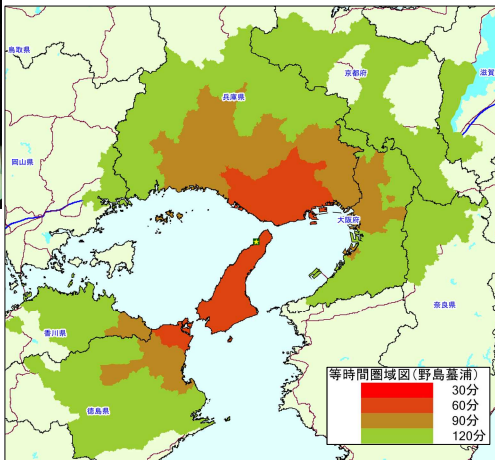 鳥取県
京都府
滋賀
兵庫県
岡山県
大阪府
奈良県
香川県
徳島県
等時間圏域図(野島蟇浦)
30分
60分
90分
120分